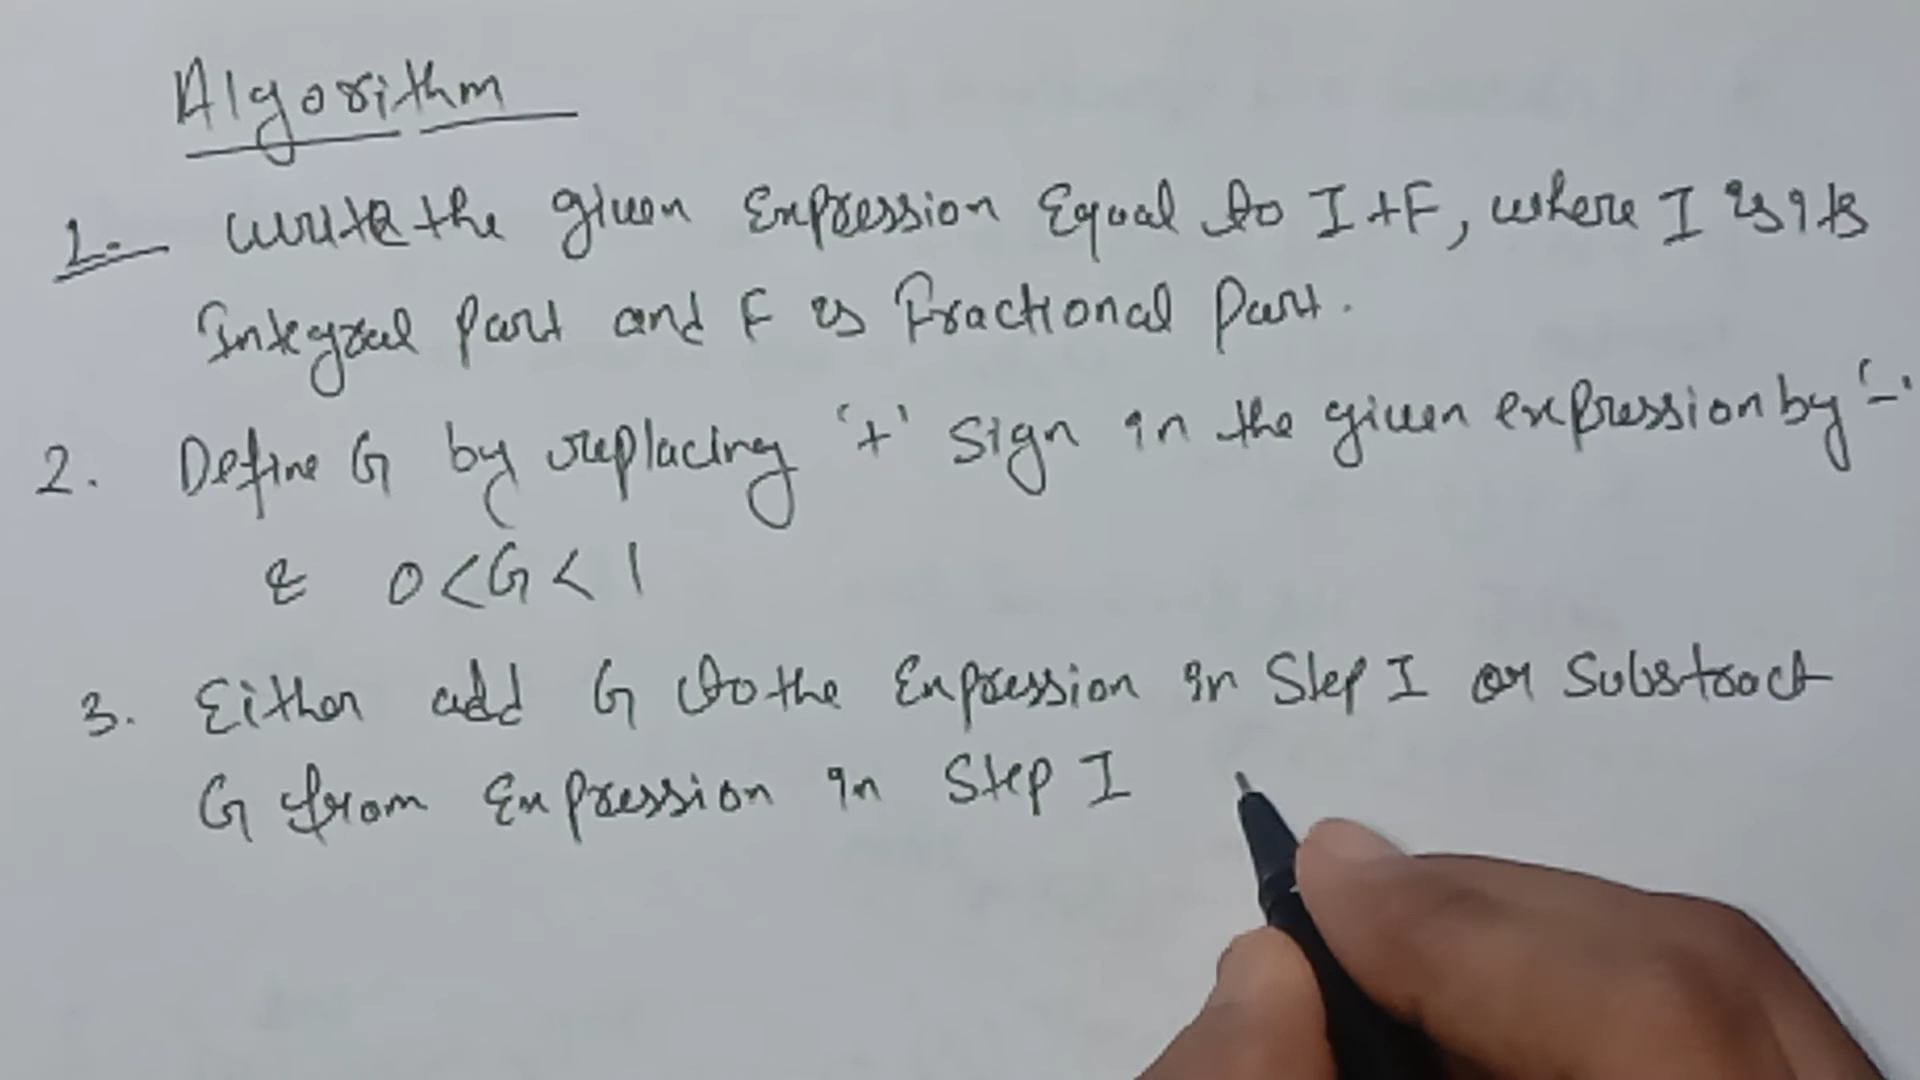 Algorithm
1. Write the given Expression Equal to I+F, where I is its
Integral Part and F is Fractional Part.
2. Define G by replacing '+' sign in the given expression by '-'
& 0<G<1
3. Either add G to the Expression in Step I or Substract
G from Expression in Step I